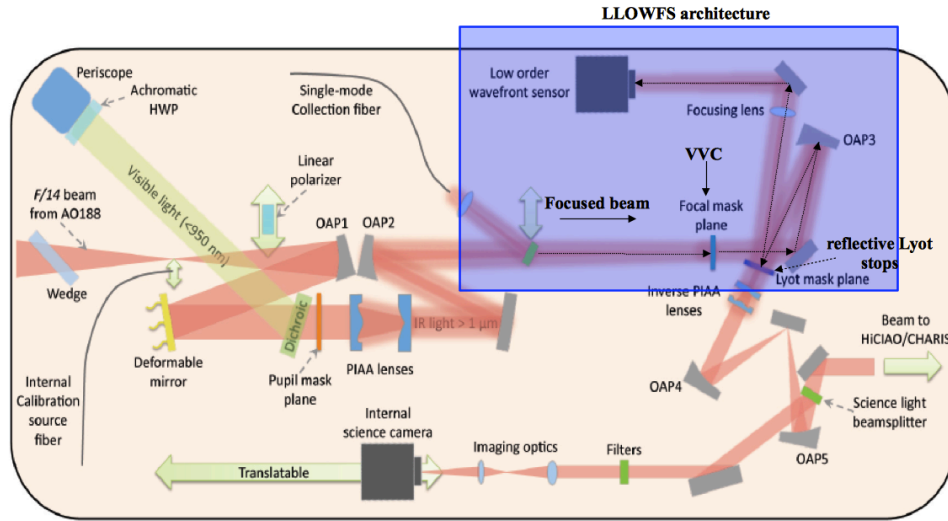 LLOWFS architecture
Periscope
Achromatic
HWP
Single-mode
Collection fiber
Low order
wavefront sensor
Focusing lens
OAP3
VVC
Linear
polarizer
Visible light (<950 nm)
F/14 beam
from AO188
OAP1
OAP2
Focused beam
Focal mask
plane
reflective Lyot
stops
Lyot mask plane
Wedge
Inverse PIAA
lenses
Dichroic
IR light > 1 μm
Deformable
mirror
Pupil mask
plane
PIAA lenses
Beam to
HiCIAO/CHARIS
OAP4
Internal
Calibration
source
fiber
Internal
science camera
Science light
beamsplitter
Imaging optics
Filters
OAP5
Translatable